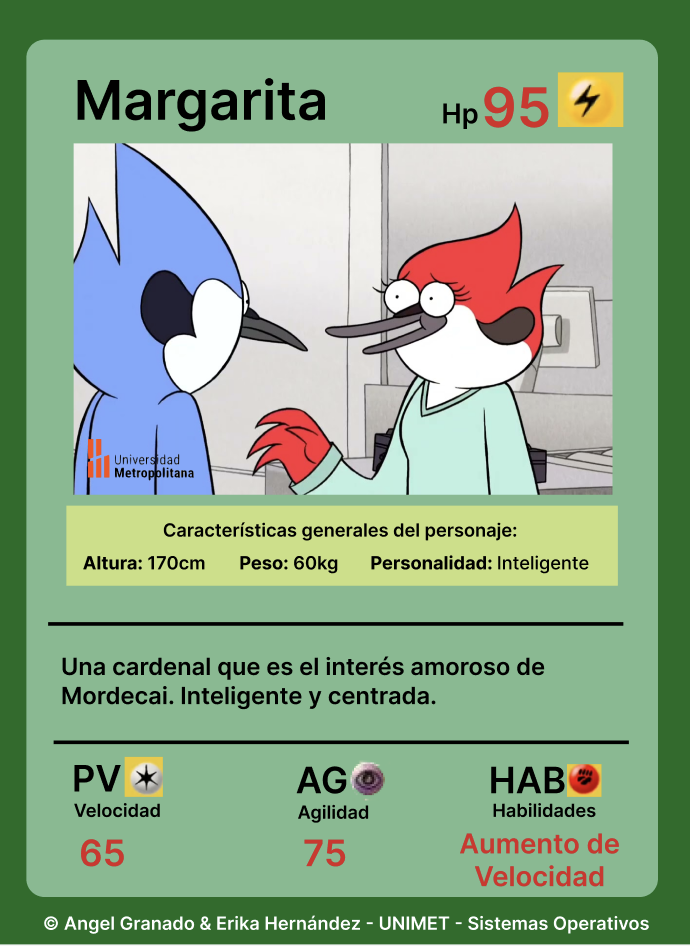 Margarita
Hp 95
Universidad
Metropolitana
Características generales del personaje:
Altura: 170cm Peso: 60kg Personalidad: Inteligente
Una cardenal que es el interés amoroso de
Mordecai. Inteligente y centrada.
PV AG HAB
Velocidad Agilidad Habilidades
65 75 Aumento de
Velocidad
© Angel Granado & Erika Hernández - UNIMET - Sistemas Operativos